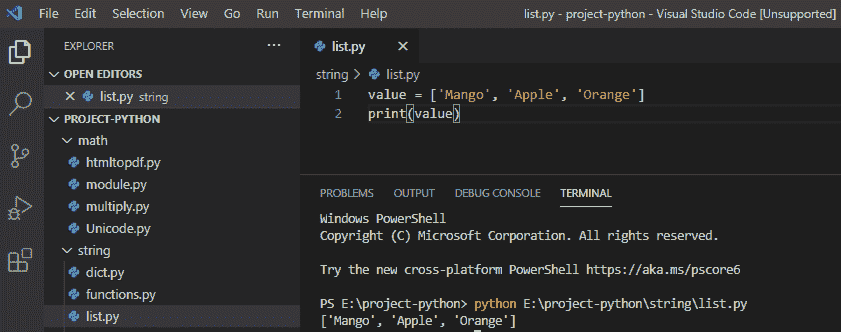 File Edit Selection View Go Run Terminal Help list.py - project-python - Visual Studio Code [Unsupported]
EXPLORER ...
OPEN EDITORS
list.py string
PROJECT-PYTHON
math
htmltopdf.py
module.py
multiply.py
Unicode.py
string
dict.py
functions.py
list.py
list.py
string > list.py
1 value = ['Mango', 'Apple', 'Orange']
2 print(value)
PROBLEMS OUTPUT DEBUG CONSOLE TERMINAL
Windows PowerShell
Copyright (C) Microsoft Corporation. All rights reserved.
Try the new cross-platform PowerShell https://aka.ms/pscore6
PS E:\project-python> python E:\project-python\string\list.py
['Mango', 'Apple', 'Orange']